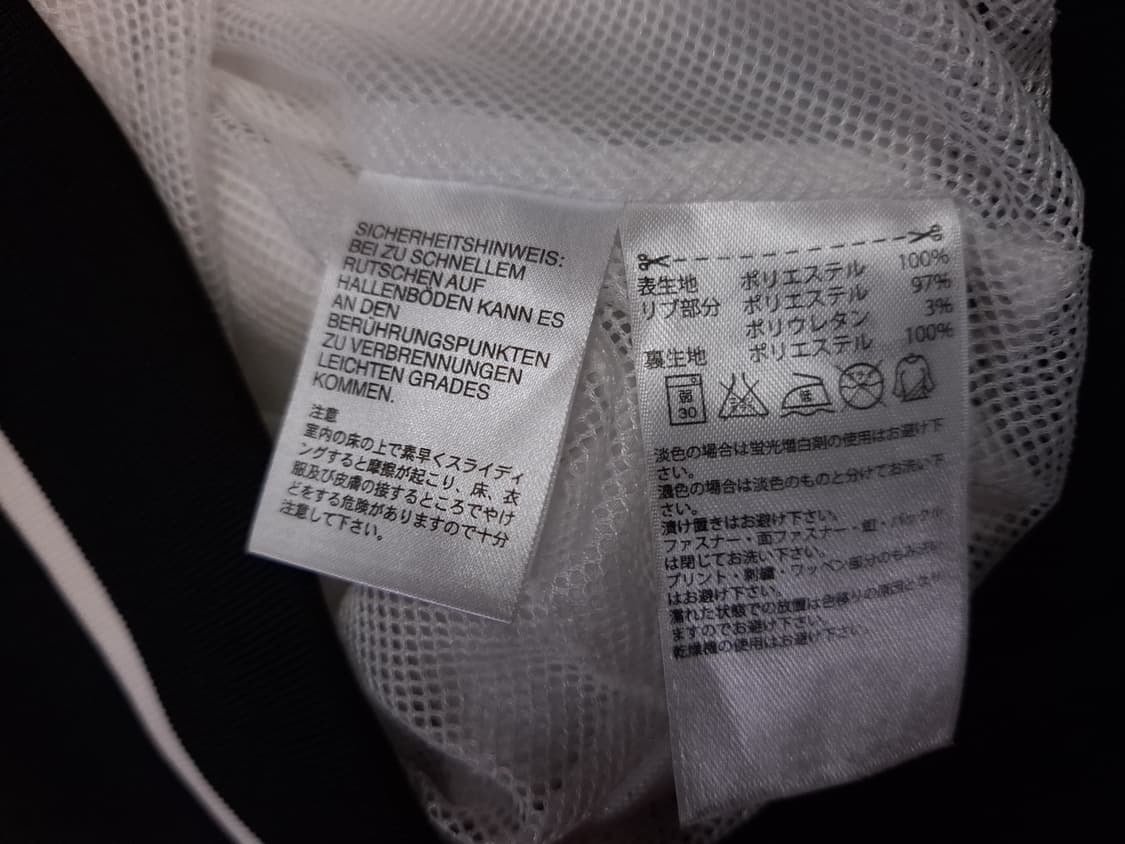 SICHERHEITSHINWEIS:
BEI ZU SCHNELLEM
RUTSCHEN AUF
HALLENBÖDEN KANN ES
AN DEN
BERÜHRUNGSPUNKTEN
ZU VERBRENNUNGEN
LEICHTEN GRADES
KOMMEN.
注意
室内の床の上で素早くスライディ
ングすると摩擦が起こり、床、衣
服及び皮膚の接するところでやけ
どをする危険がありますので十分
注意して下さい。
表生地 ポリエステル 100%
リブ部分 ポリエステル 97%
ポリウレタン 3%
裏生地 ポリエステル 100%
弱
30
低
淡色の場合は蛍光増白剤の使用はお避け下
さい。
濃色の場合は淡色のものと分けてお洗い下
さい。
漬け置きはお避け下さい。
ファスナー・面ファスナー・釦・バックル
は閉じてお洗い下さい。
プリント・刺繍・ワッペン部分のもみ洗い
はお避け下さい。
濡れた状態での放置は色移りの原因となり
ますのでお避け下さい。
乾燥機の使用はお避け下さい。